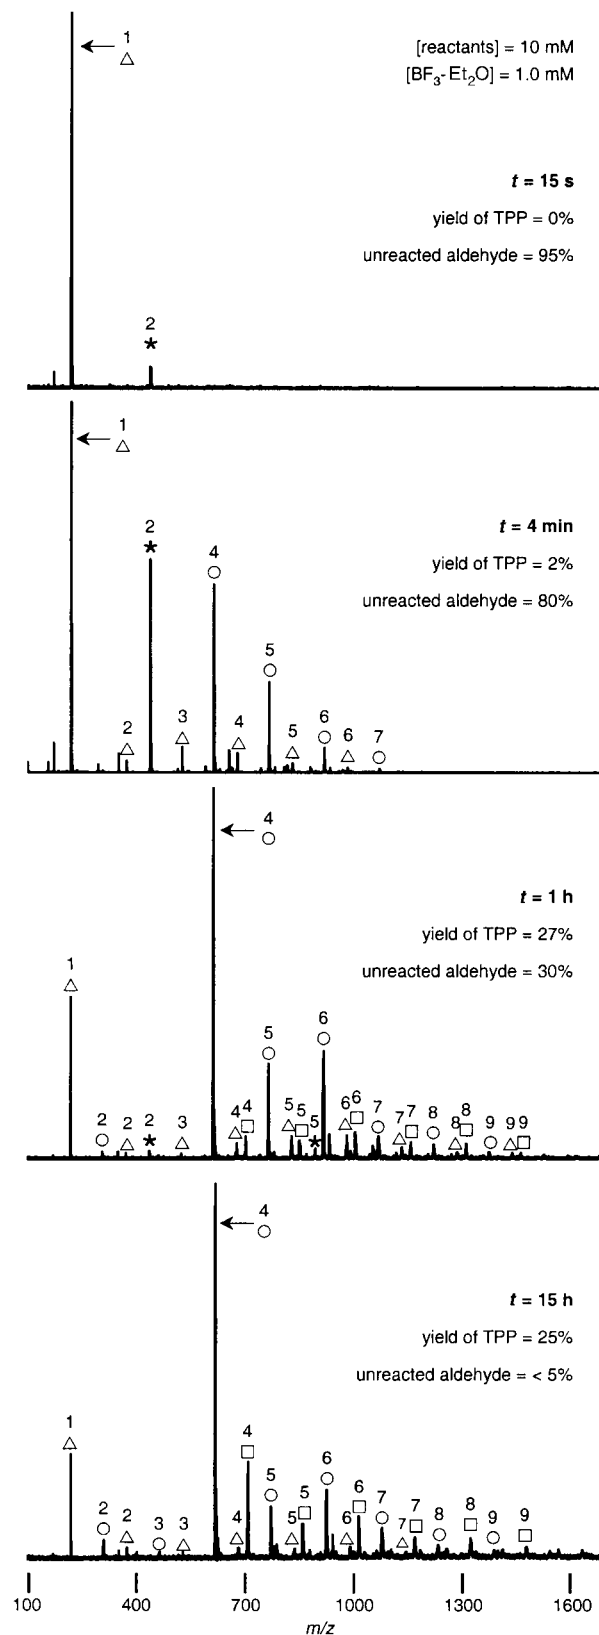 1
[reactants] = 10 mM
[BF3-Et2O] = 1.0 mM
t = 15 s
yield of TPP = 0%
unreacted aldehyde = 95%
2
1
t = 4 min
yield of TPP = 2%
unreacted aldehyde = 80%
2
4
5
2 3 4 5 6 6 7
4
t = 1 h
yield of TPP = 27%
unreacted aldehyde = 30%
1
5 6
2 2 2 3 4 4 5 5 5 6 6 7 7 7 8 8 8 9 9 9
4
t = 15 h
yield of TPP = 25%
unreacted aldehyde = < 5%
1
4
2 2 3 3 4 5 5 5 6 6 6 7 7 7 8 8 9 9
100 400 700 1000 1300 1600
m/z